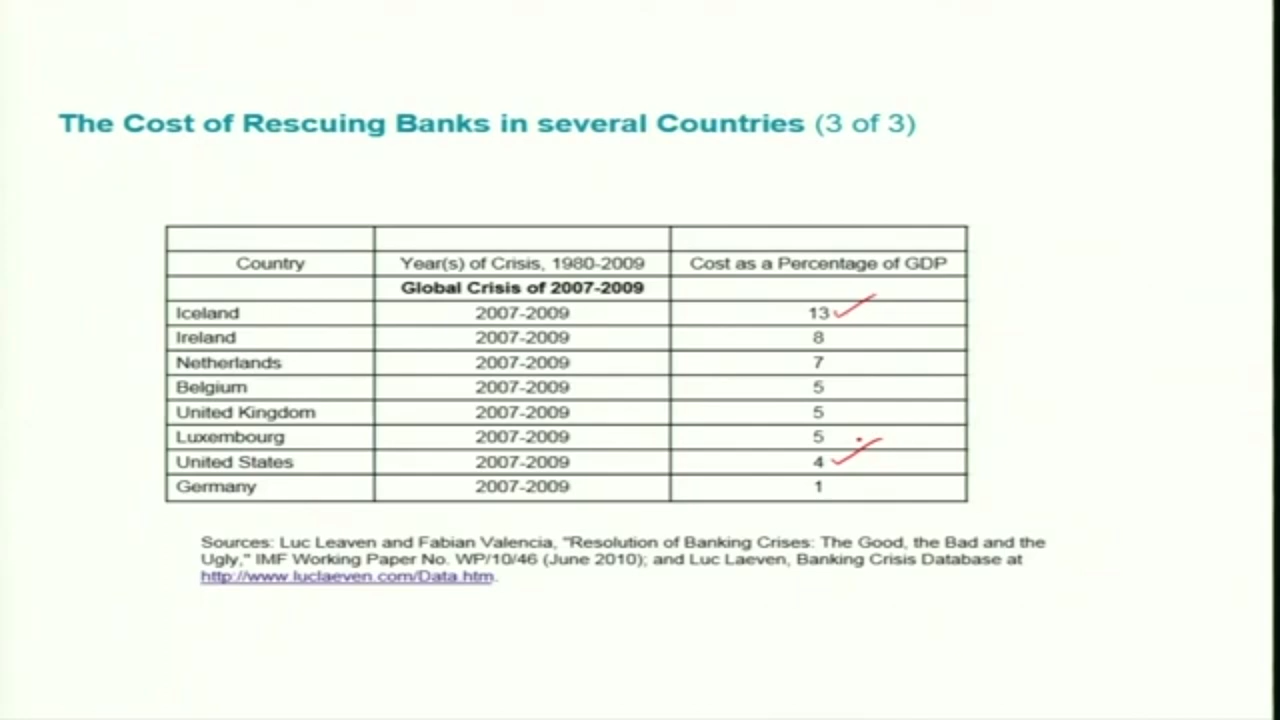 The Cost of Rescuing Banks in several Countries (3 of 3)
Country Year(s) of Crisis, 1980-2009 Cost as a Percentage of GDP
Global Crisis of 2007-2009
Iceland 2007-2009 13
Ireland 2007-2009 8
Netherlands 2007-2009 7
Belgium 2007-2009 5
United Kingdom 2007-2009 5
Luxembourg 2007-2009 5
United States 2007-2009 4
Germany 2007-2009 1
Sources: Luc Leaven and Fabian Valencia, "Resolution of Banking Crises: The Good, the Bad and the
Ugly," IMF Working Paper No. WP/10/46 (June 2010); and Luc Laeven, Banking Crisis Database at
http://www.luclaeven.com/Data.htm.